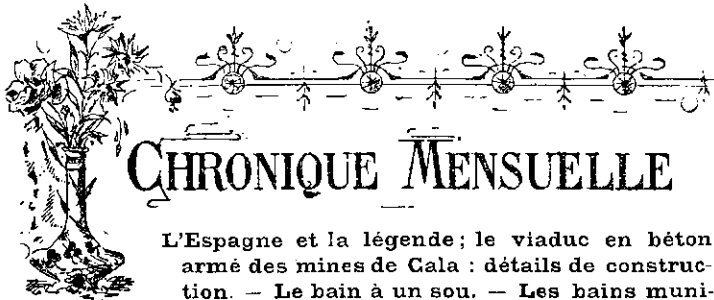 CHRONIQUE MENSUELLE
L'Espagne et la légende; le viaduc en béton
armé des mines de Cala : détails de construc-
tion. — Le bain à un sou. — Les bains muni-